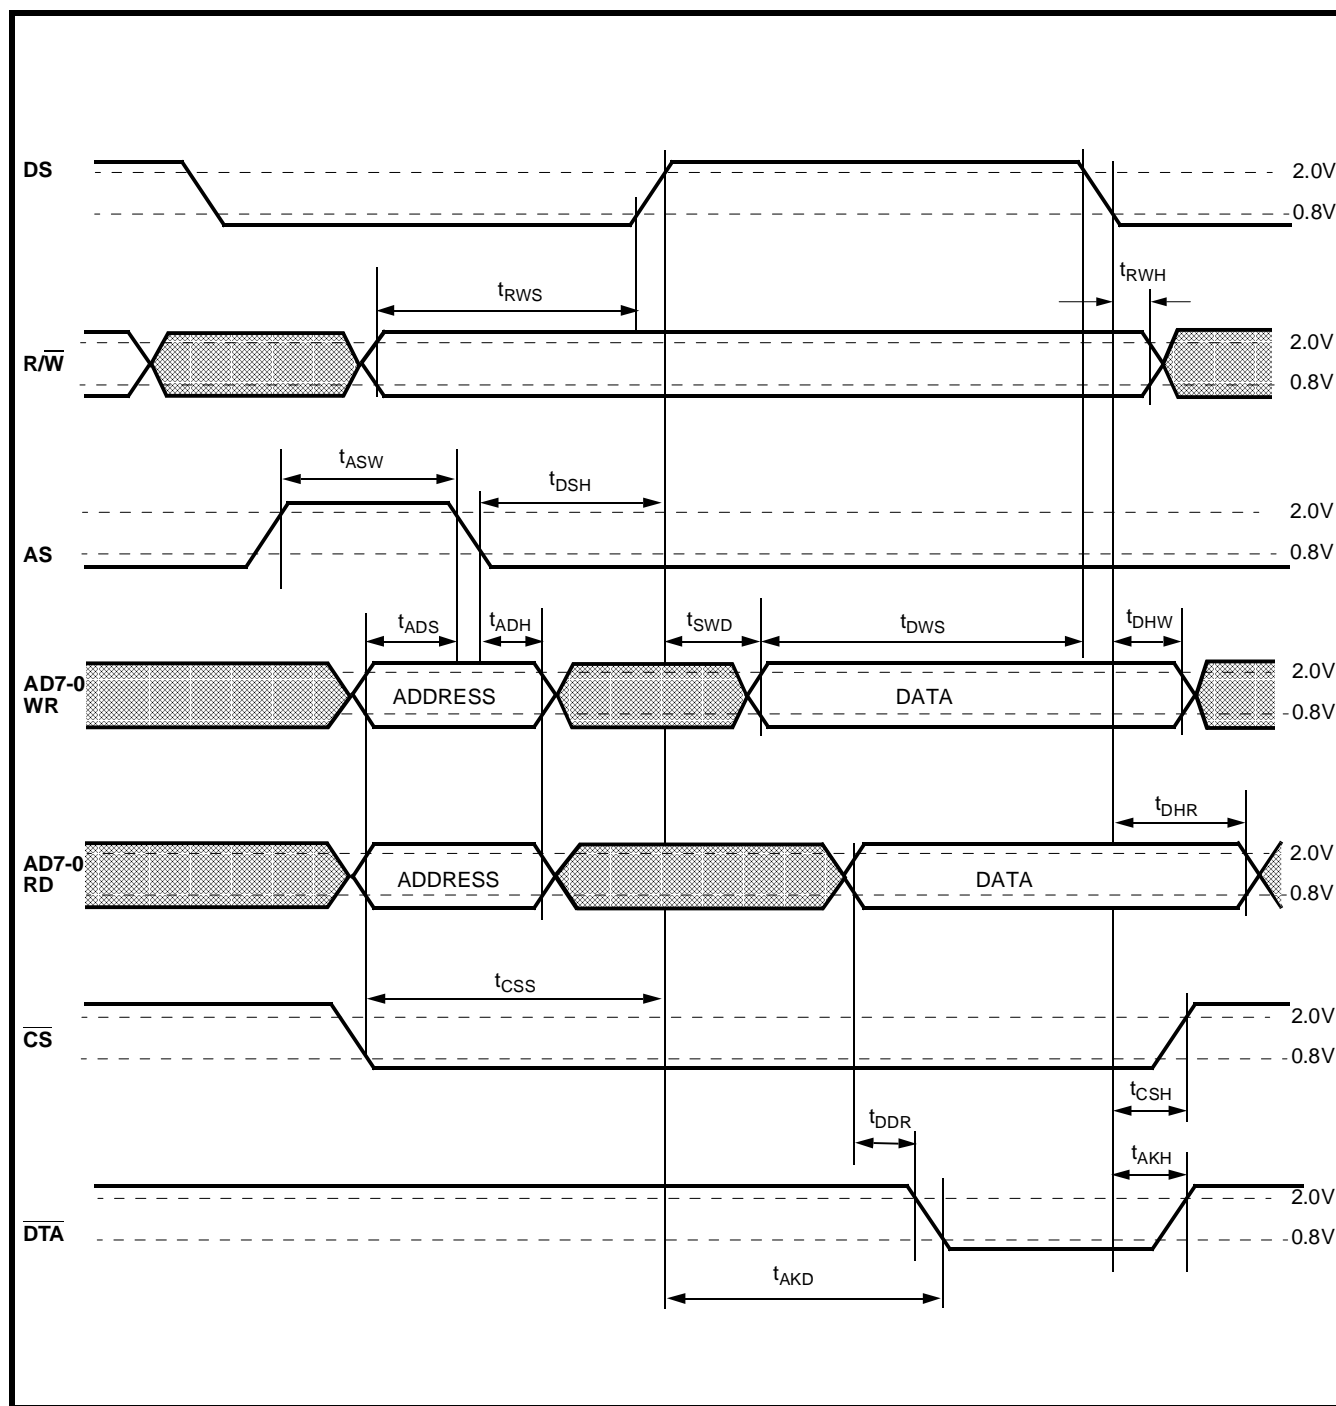 DS
2.0V
0.8V
tRWH
tRWS
R/W̅
2.0V
0.8V
tASW
tDSH
2.0V
AS
0.8V
tADS
tADH
tSWD
tDWS
tDHW
AD7-0
WR
ADDRESS
DATA
2.0V
0.8V
tDHR
AD7-0
RD
ADDRESS
DATA
2.0V
0.8V
tCSS
C̅S̅
2.0V
0.8V
tCSH
tDDR
tAKH
D̅T̅A̅
2.0V
0.8V
tAKD